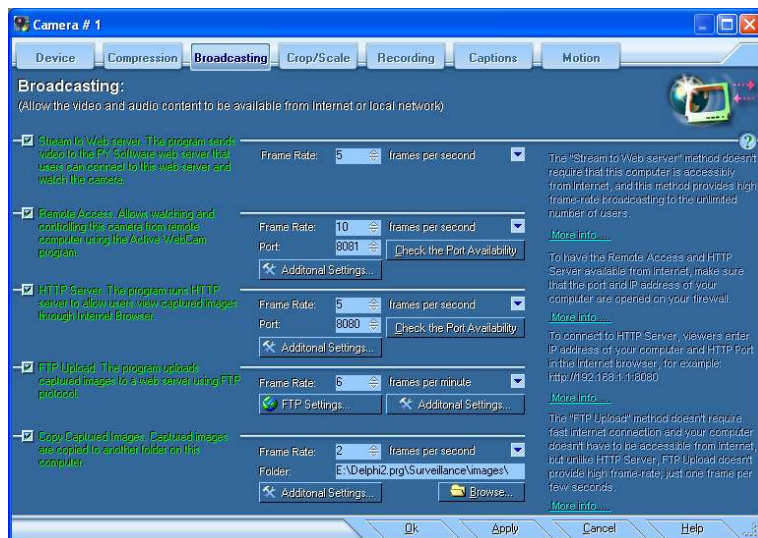 Camera # 1
Device
Compression
Broadcasting
Crop/Scale
Recording
Captions
Motion
Broadcasting:
(Allow the video and audio content to be available from Internet or local network)
Stream to Web server. The program sends
video to the PY Software web server that
users can connect to this web server and
watch the camera.
Frame Rate: 5 frames per second
Remote Access. Allows watching and
controlling this camera from remote
computer using the Active WebCam
program.
Frame Rate: 10 frames per second
Port: 8081 Check the Port Availability
Additonal Settings...
HTTP Server. The program runs HTTP
server to allow users view captured images
through Internet Browser.
Frame Rate: 5 frames per second
Port: 8080 Check the Port Availability
Additonal Settings...
FTP Upload. The program uploads
captured images to a web server using FTP
protocol.
Frame Rate: 6 frames per minute
FTP Settings... Additonal Settings...
Copy Captured Images. Captured images
are copied to another folder on this
computer.
Frame Rate: 2 frames per second
Folder: E:\Delphi2.prg\Surveillance\images\
Additonal Settings... Browse...
?
The "Stream to Web server" method doesn't
require that this computer is accessibly
from Internet, and this method provides high
frame-rate broadcasting to the unlimited
number of users.
More info ...
To have the Remote Access and HTTP
Server available from internet, make sure
that the port and IP address of your
computer are opened on your firewall.
More info ...
To connect to HTTP Server, viewers enter
IP address of your computer and HTTP Port
in the Internet browser, for example:
http://192.168.1.1:8080
More info ...
The "FTP Upload" method doesn't require
fast internet connection and your computer
doesn't have to be accessible from internet,
but unlike HTTP Server, FTP Upload doesn't
provide high frame-rate; just one frame per
few seconds.
More info ...
Ok
Apply
Cancel
Help